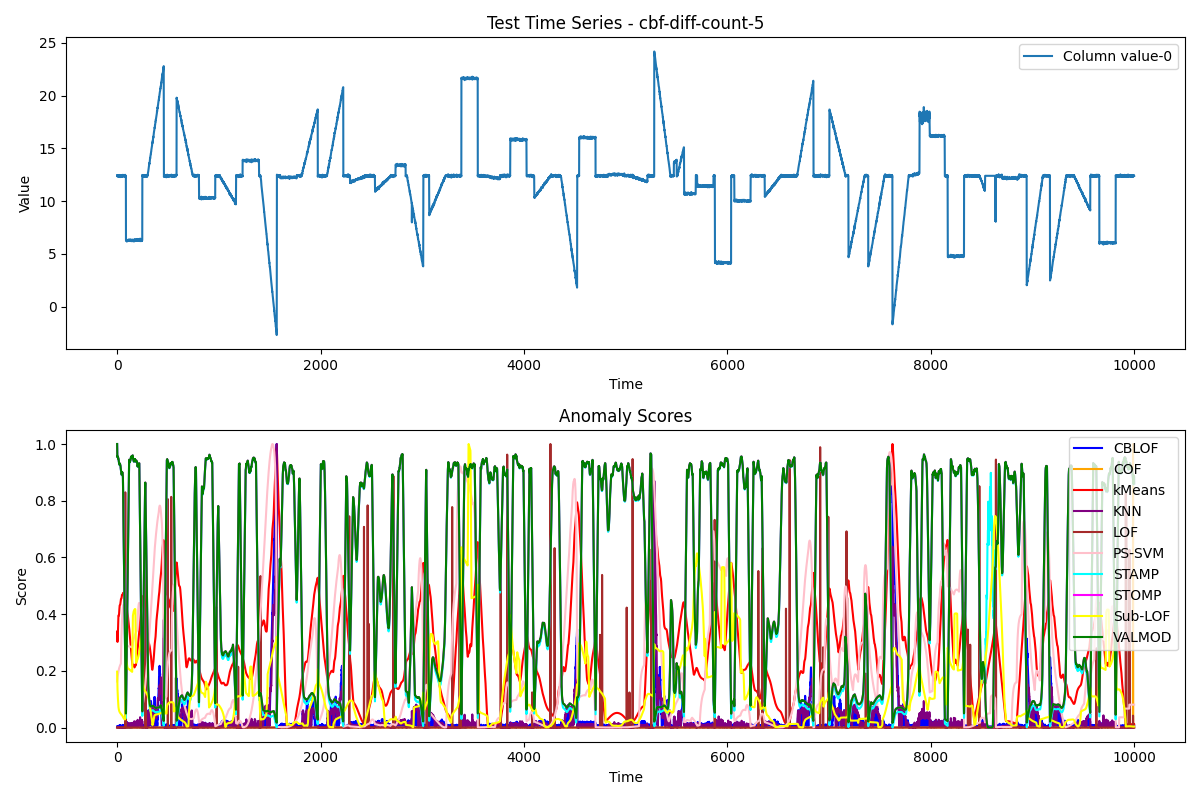 Test Time Series - cbf-diff-count-5
25
20
15
10
5
0
Value
Column value-0
0 2000 4000 6000 8000 10000
Time
Anomaly Scores
1.0
0.8
0.6
0.4
0.2
0.0
Score
CBLOF
COF
kMeans
KNN
LOF
PS-SVM
STAMP
STOMP
Sub-LOF
VALMOD
0 2000 4000 6000 8000 10000
Time